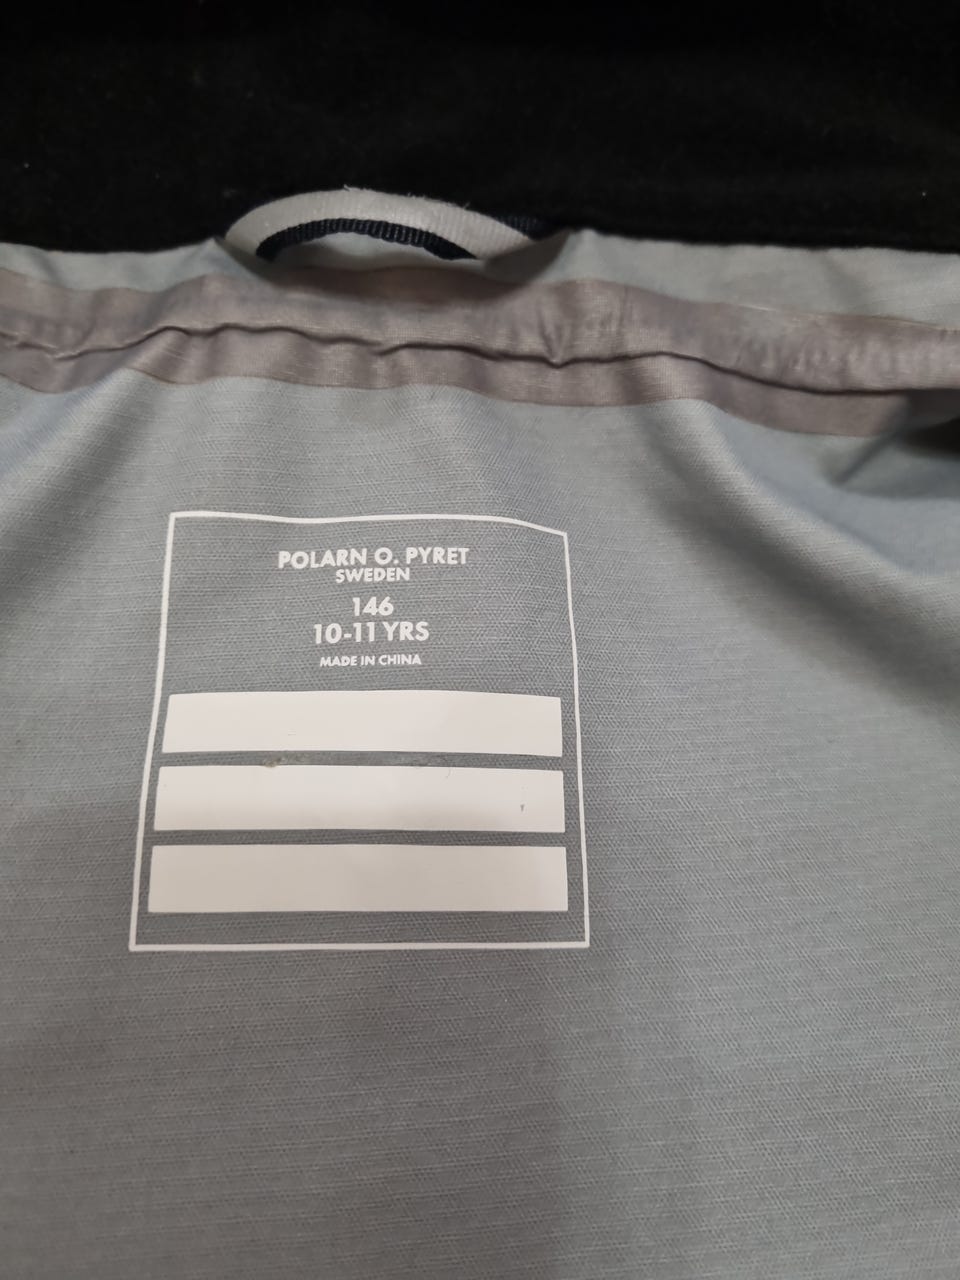 POLARN O. PYRET
SWEDEN
146
10-11 YRS
MADE IN CHINA